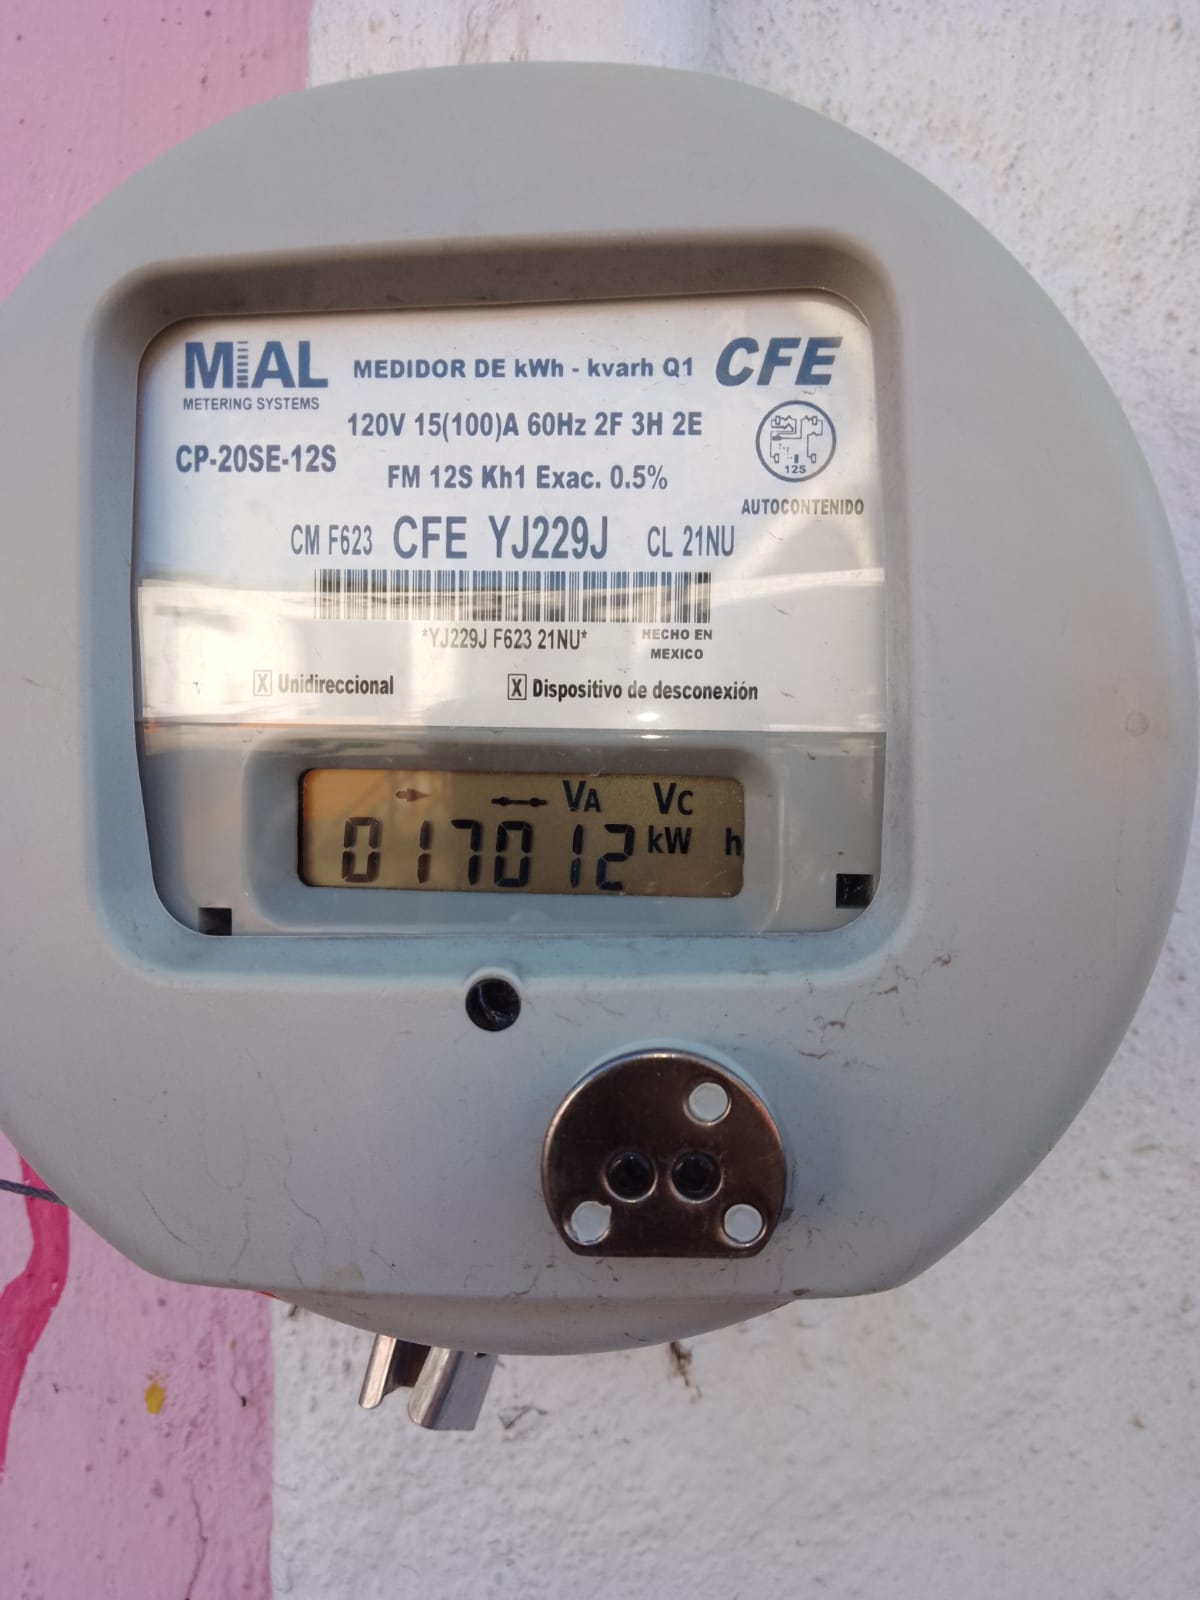 MIAL
METERING SYSTEMS
MEDIDOR DE kWh - kvarh Q1
CFE
120V 15(100)A 60Hz 2F 3H 2E
CP-20SE-12S
FM 12S Kh1 Exac. 0.5%
12S
AUTOCONTENIDO
CM F623 CFE YJ229J CL 21NU
*YJ229J F623 21NU*
HECHO EN
MEXICO
X Unidireccional
X Dispositivo de desconexión
VA VC
017012 kW h